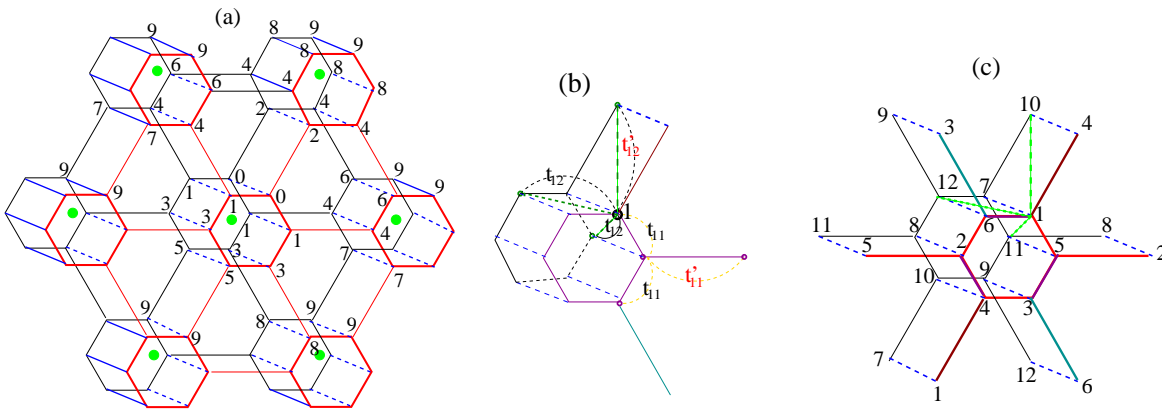 (a)
9 9 8 9
9 9 8
6 4 8
6 4 8
7 4 2 4
7 4 2 4
9 0 6
9 1 0 6 9
3 3 1 1 4 4
5 3 1 7
5 3 7
9 8 9
9 8
(b)
t'12
t12
1
t12
t11
t'11
t11
(c)
9 10
3 4
12 7
1
11 8 6 11 8
5 2 5 2
10 9
4 3
7 12
1 6